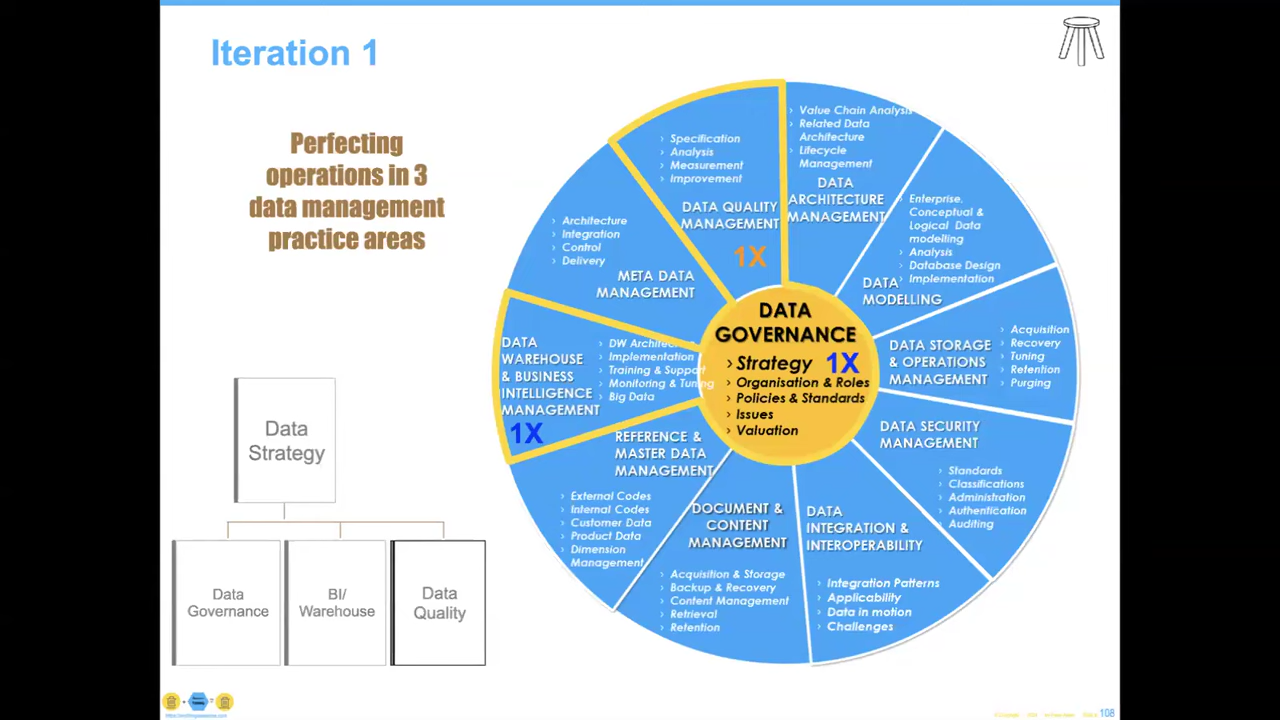 Iteration 1
Perfecting
operations in 3
data management
practice areas
Data
Strategy
Data
Governance
BI/
Warehouse
Data
Quality
› Specification
› Analysis
› Measurement
› Improvement
DATA QUALITY
MANAGEMENT
1X
› Value Chain Analysis
› Related Data
Architecture
› Lifecycle
Management
DATA
ARCHITECTURE
MANAGEMENT
› Enterprise,
Conceptual &
Logical Data
modelling
› Analysis
› Database Design
› Implementation
DATA
MODELLING
DATA STORAGE
& OPERATIONS
MANAGEMENT
› Acquisition
› Recovery
› Tuning
› Retention
› Purging
DATA SECURITY
MANAGEMENT
› Standards
› Classifications
› Administration
› Authentication
› Auditing
DATA
INTEGRATION &
INTEROPERABILITY
› Integration Patterns
› Applicability
› Data in motion
› Challenges
DOCUMENT &
CONTENT
MANAGEMENT
› Acquisition & Storage
› Backup & Recovery
› Content Management
› Retrieval
› Retention
REFERENCE &
MASTER DATA
MANAGEMENT
› External Codes
› Internal Codes
› Customer Data
› Product Data
› Dimension
Management
DATA
WAREHOUSE
& BUSINESS
INTELLIGENCE
MANAGEMENT
1X
› DW
› Implementation
› Training & Support
› Monitoring & Tuning
› Big Data
› Architecture
› Integration
› Control
› Delivery
META DATA
MANAGEMENT
DATA
GOVERNANCE
› Strategy 1X
› Organisation & Roles
› Policies & Standards
› Issues
› Valuation
108